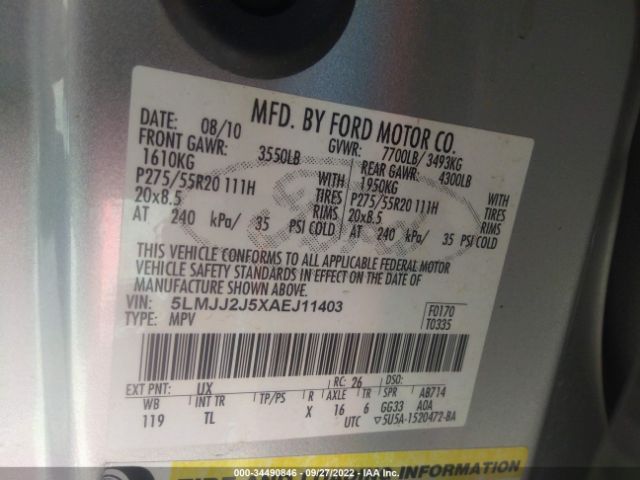 MFD. BY FORD MOTOR CO.
DATE: 08/10
GVWR: 7700LB/ 3493KG
FRONT GAWR: 3550LB
1610KG WITH
P275/55R20 111H TIRES
20x8.5 RIMS
AT 240 kPa/ 35 PSI COLD
REAR GAWR: 4300LB
1950KG WITH
P275/55R20 111H TIRES
20x8.5 RIMS
AT 240 kPa/ 35 PSI COLD
THIS VEHICLE CONFORMS TO ALL APPLICABLE FEDERAL MOTOR
VEHICLE SAFETY STANDARDS IN EFFECT ON THE DATE OF
MANUFACTURE SHOWN ABOVE.
VIN: 5LMJJ2J5XAEJ11403
TYPE: MPV
F0170
T0335
EXT PNT: UX RC: 26 DSO:
WB INT TR TP/PS R AXLE TR SPR AB714
119 TL X 16 6 GG33 AOA
UTC ▽5U5A-1520472-BA
TIRE AND LOADING INFORMATION
000-34490846 - 09/27/2022 - IAA Inc.